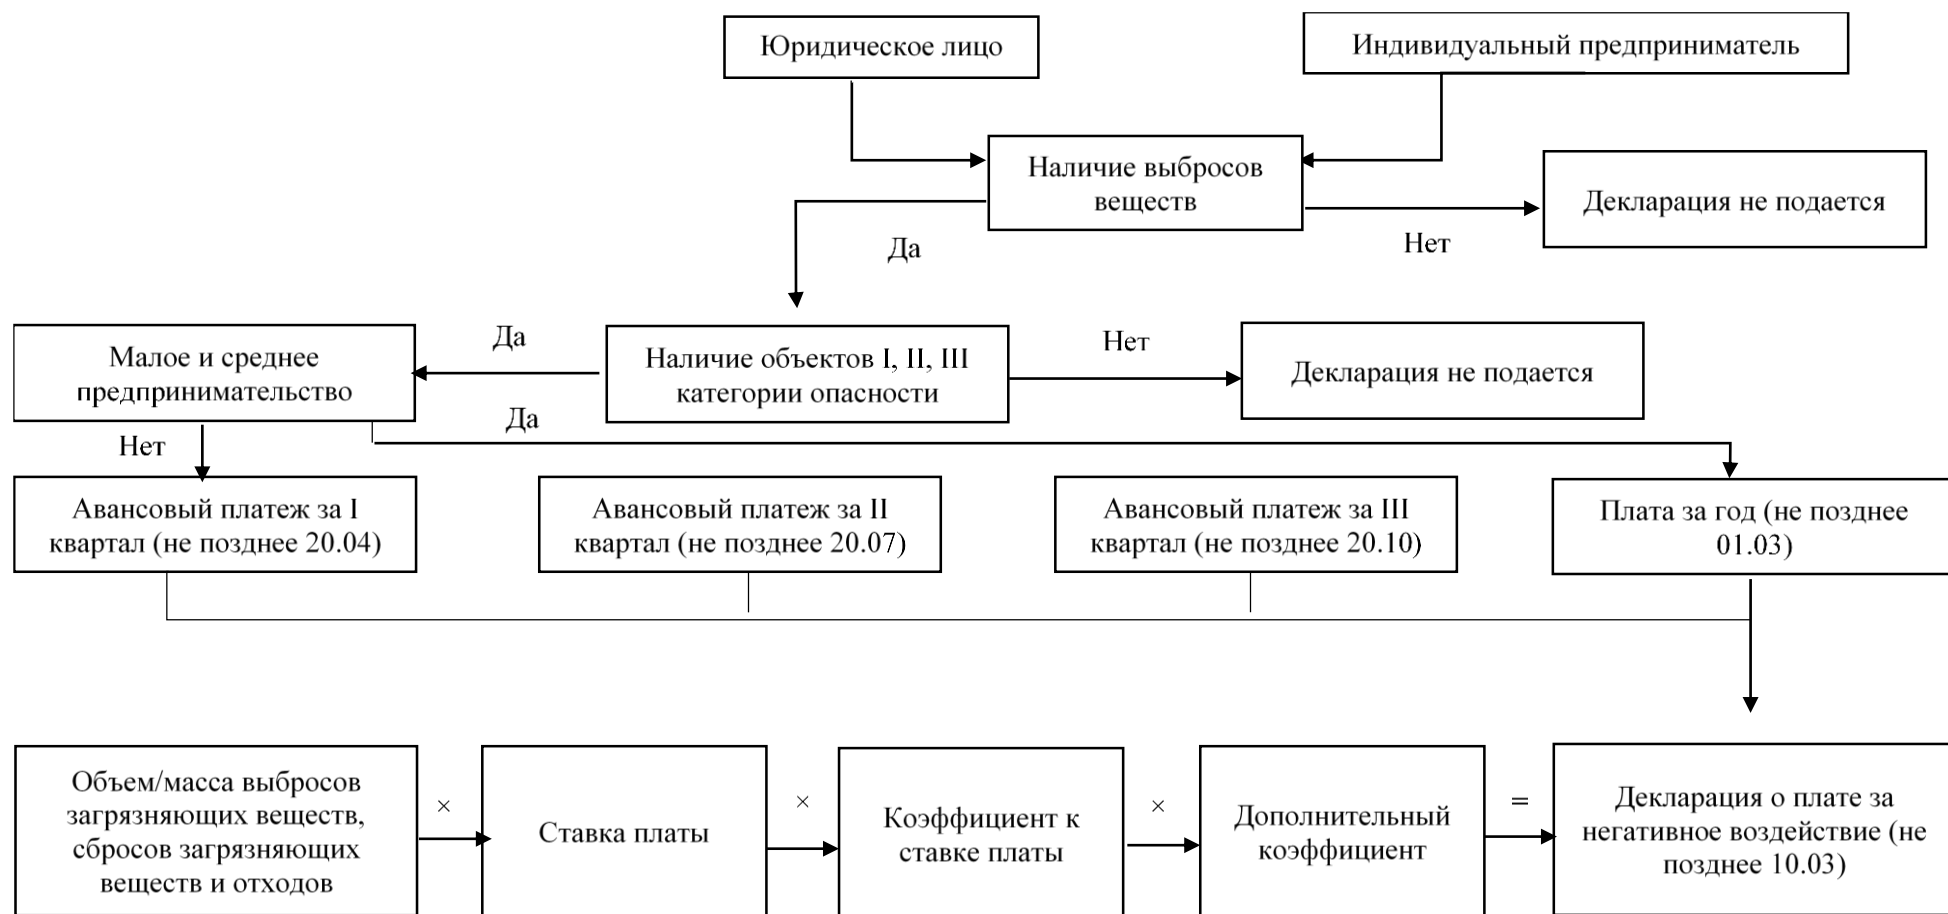 Юридическое лицо
Индивидуальный предприниматель
Наличие выбросов
веществ
Декларация не подается
Да
Нет
Малое и среднее
предпринимательство
Да
Наличие объектов I, II, III
категории опасности
Нет
Декларация не подается
Да
Нет
Авансовый платеж за I
квартал (не позднее 20.04)
Авансовый платеж за II
квартал (не позднее 20.07)
Авансовый платеж за III
квартал (не позднее 20.10)
Плата за год (не позднее
01.03)
Объем/масса выбросов
загрязняющих веществ,
сбросов загрязняющих
веществ и отходов
×
Ставка платы
×
Коэффициент к
ставке платы
×
Дополнительный
коэффициент
=
Декларация о плате за
негативное воздействие (не
позднее 10.03)